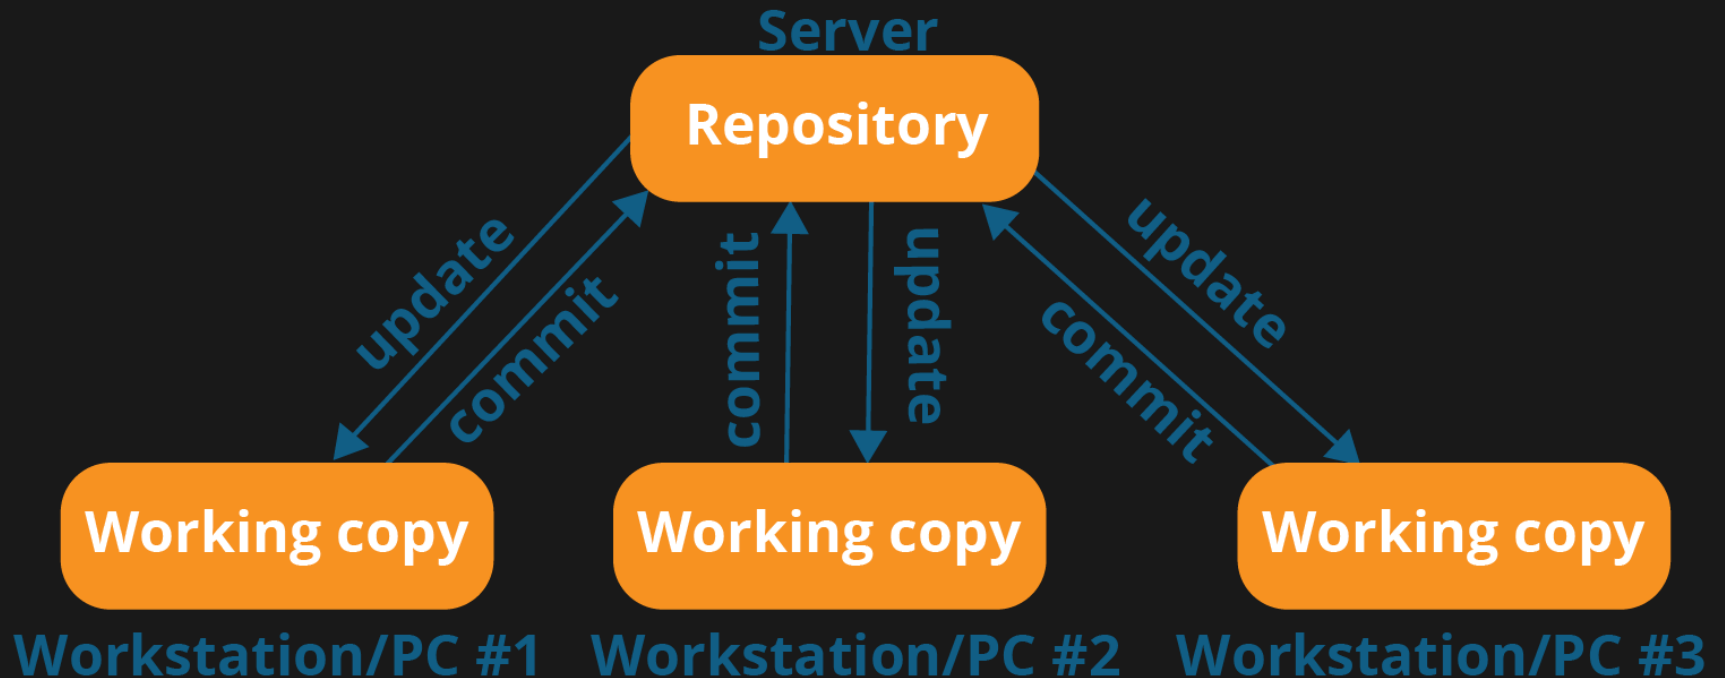 Server
Repository
update
commit
commit
update
update
commit
Working copy
Working copy
Working copy
Workstation/PC #1
Workstation/PC #2
Workstation/PC #3